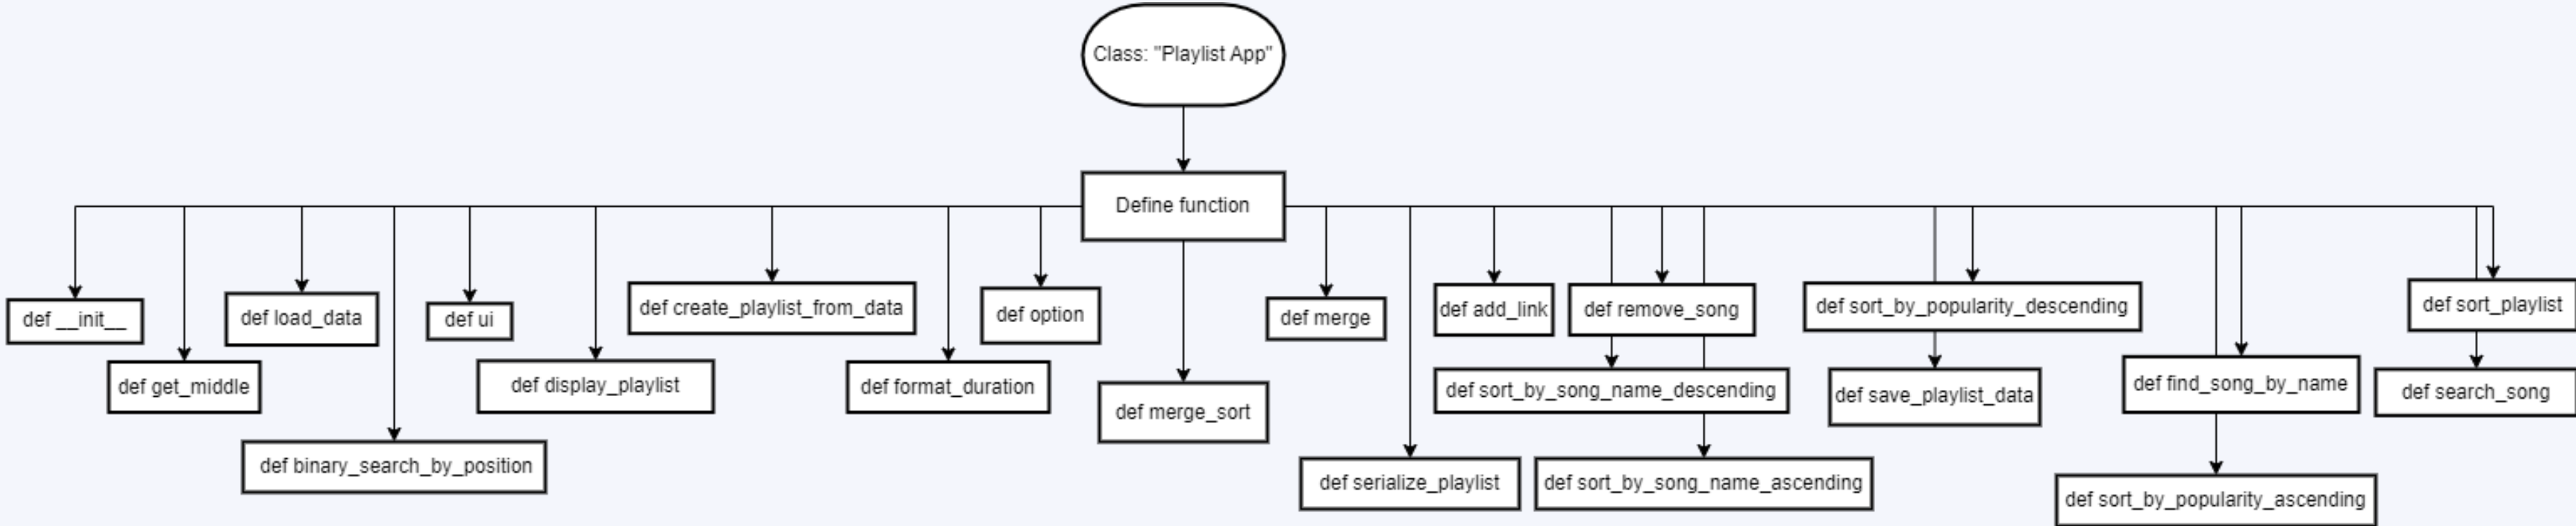 Class: "Playlist App"
Define function
def __init__
def load_data
def ui
def create_playlist_from_data
def option
def merge
def add_link
def remove_song
def sort_by_popularity_descending
def sort_playlist
def get_middle
def display_playlist
def format_duration
def merge_sort
def sort_by_song_name_descending
def save_playlist_data
def find_song_by_name
def search_song
def binary_search_by_position
def serialize_playlist
def sort_by_song_name_ascending
def sort_by_popularity_ascending